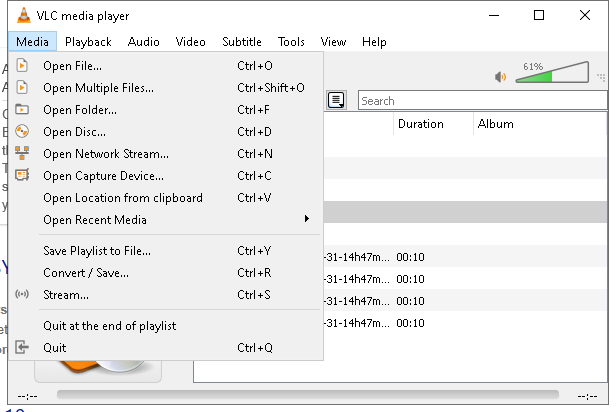 VLC media player
Media Playback Audio Video Subtitle Tools View Help
Open File... Ctrl+O
61%
Open Multiple Files... Ctrl+Shift+O
Search
Open Folder... Ctrl+F
Duration Album
Open Disc... Ctrl+D
Open Network Stream... Ctrl+N
Open Capture Device... Ctrl+C
Open Location from clipboard Ctrl+V
Open Recent Media
Save Playlist to File... Ctrl+Y
-31-14h47m... 00:10
Convert / Save... Ctrl+R
-31-14h47m... 00:10
Stream... Ctrl+S
-31-14h47m... 00:10
Quit at the end of playlist
-31-14h47m... 00:10
Quit Ctrl+Q
--:-- --:--